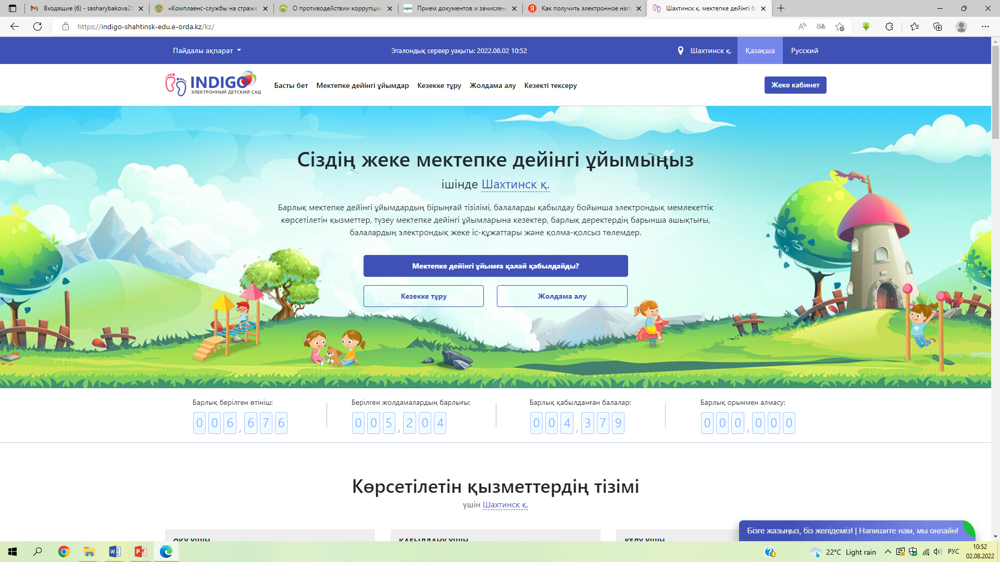 Входящие (6) - sasharybakova20
«Комплаенс-службы на страже
О противодействии коррупции
egov Прием документов и зачислен
Как получить электронное нап
Шахтинск қ. мектепке дейінгі б
https://indigo-shahtinsk-edu.e-orda.kz/kz/
Пайдалы ақпарат
Эталондық сервер уақыты: 2022.08.02 10:52
Шахтинск қ.
Қазақша
Русский
INDIGO
ЭЛЕКТРОННЫЙ ДЕТСКИЙ САД
Басты бет Мектепке дейінгі ұйымдар Кезекке тұру Жолдама алу Кезекті тексеру
Жеке кабинет
Сіздің жеке мектепке дейінгі ұйымыңыз
ішінде Шахтинск қ.
Барлық мектепке дейінгі ұйымдардың бірыңғай тізілімі, балаларды қабылдау бойынша электрондық мемлекеттік
көрсетілетін қызметтер, түзеу мектепке дейінгі ұйымларына кезектер, барлық деректердің барынша ашықтығы,
балалардың электрондық жеке іс-құжаттары және қолма-қолсыз төлемдер.
Мектепке дейінгі ұйымға қалай қабылдайды?
Кезекке тұру
Жолдама алу
Барлық берілген өтініш:
006,676
Берілген жолдамалардың барлығы:
005,204
Барлық қабылданған балалар:
004,379
Барлық орынмен алмасу:
000,000
Көрсетілетін қызметтердің тізімі
үшін Шахтинск қ.
ОҚУ ҮШІН
ҚАБЫЛДАНУ ҮШІН
КЕЛУ ҮШІН
Бізге жазыңыз, біз желідеміз! | Напишите нам, мы онлайн!
22°C Light rain
РУС
10:52
02.08.2022